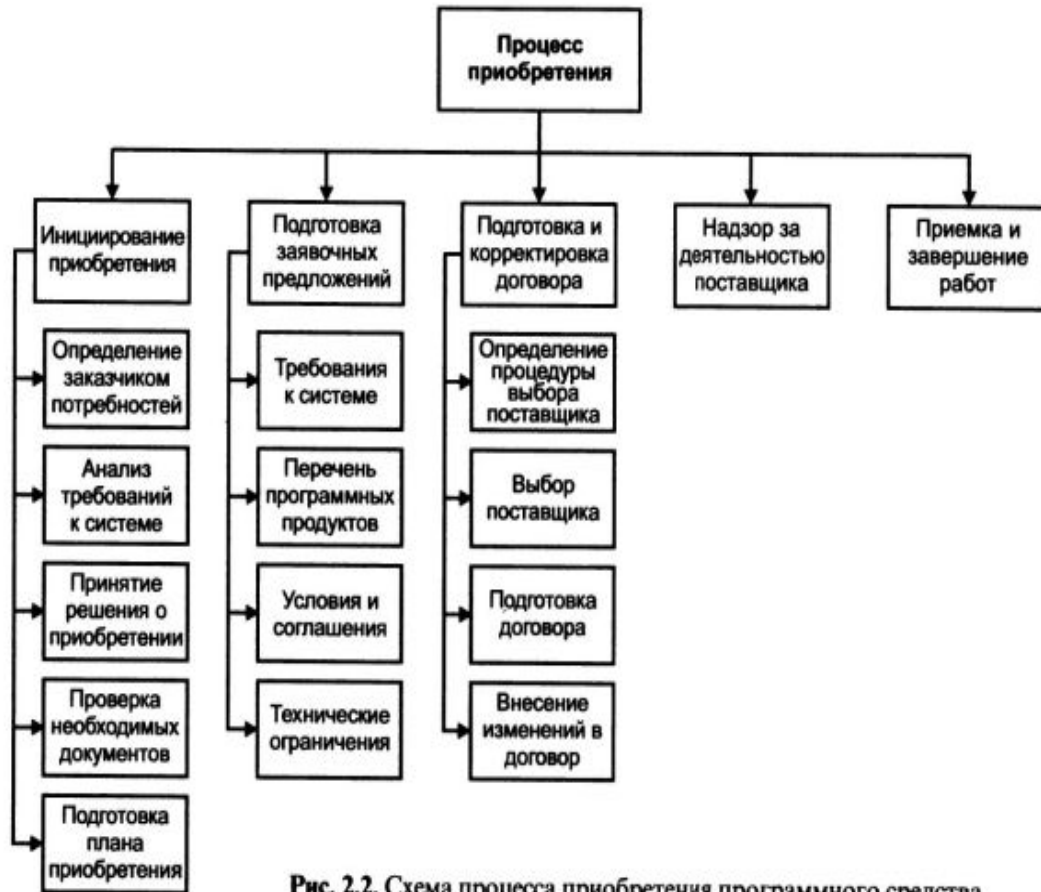 Процесс
приобретения
Инициирование
приобретения
Подготовка
заявочных
предложений
Подготовка и
корректировка
договора
Надзор за
деятельностью
поставщика
Приемка и
завершение
работ
Определение
заказчиком
потребностей
Анализ
требований
к системе
Принятие
решения о
приобретении
Проверка
необходимых
документов
Подготовка
плана
приобретения
Требования
к системе
Перечень
программных
продуктов
Условия и
соглашения
Технические
ограничения
Определение
процедуры
выбора
поставщика
Выбор
поставщика
Подготовка
договора
Внесение
изменений в
договор
Рис. 2.2. Схема процесса приобретения программного средства